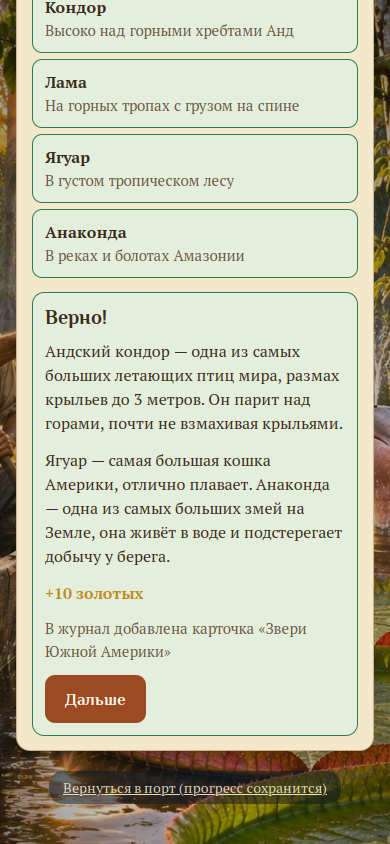 Кондор
Высоко над горными хребтами Анд
Лама
На горных тропах с грузом на спине
Ягуар
В густом тропическом лесу
Анаконда
В реках и болотах Амазонии
Верно!
Андский кондор — одна из самых
больших летающих птиц мира, размах
крыльев до 3 метров. Он парит над
горами, почти не взмахивая крыльями.
Ягуар — самая большая кошка
Америки, отлично плавает. Анаконда
— одна из самых больших змей на
Земле, она живёт в воде и подстерегает
добычу у берега.
+10 золотых
В журнал добавлена карточка «Звери
Южной Америки»
Дальше
Вернуться в порт (прогресс сохранится)